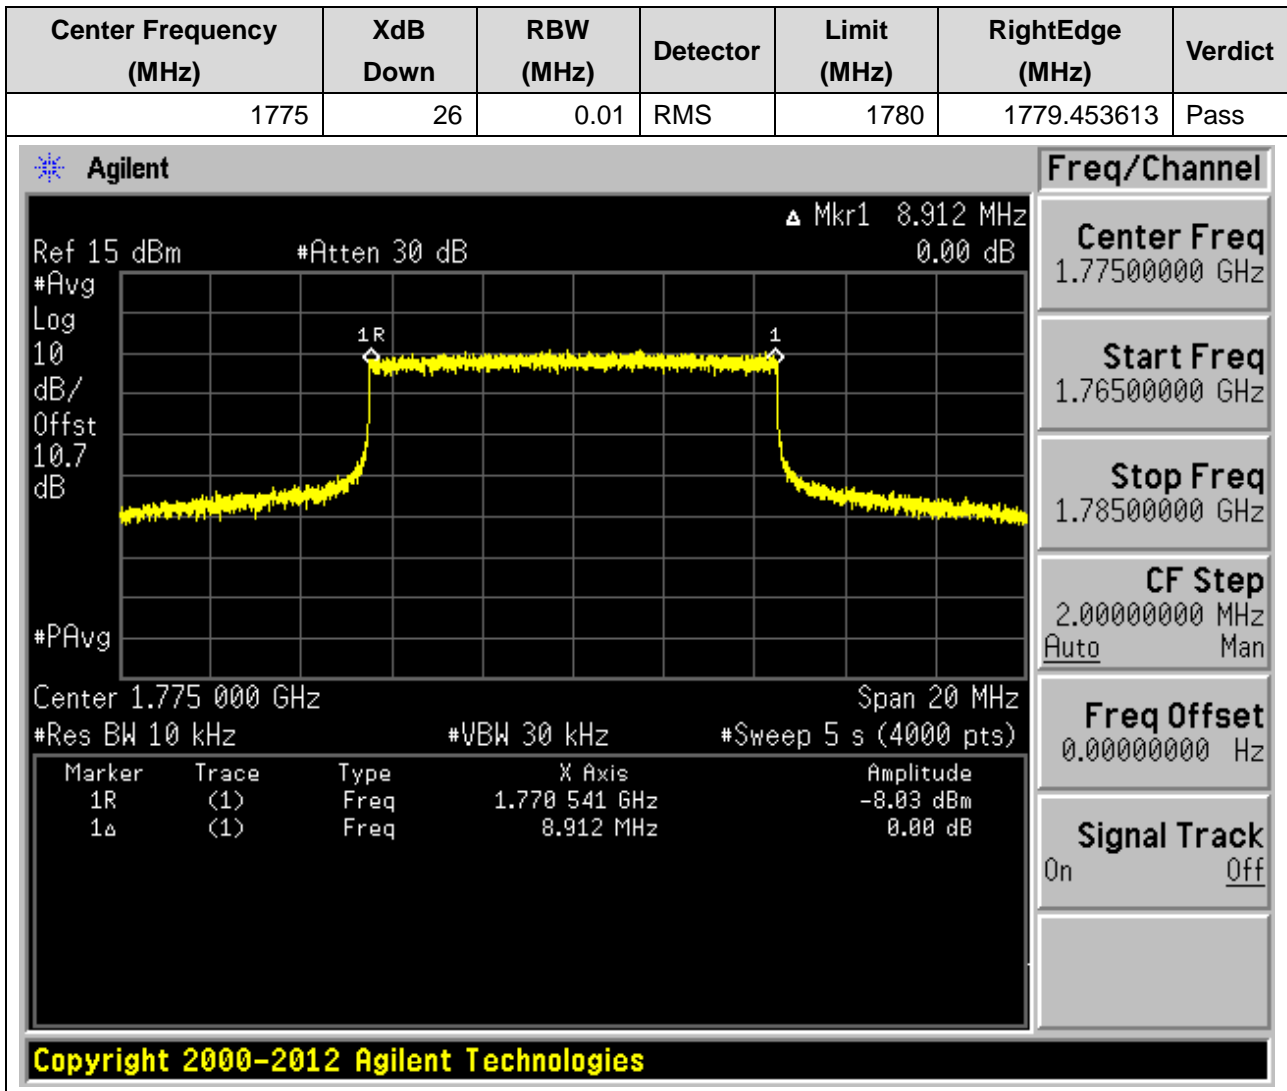 Center Frequency (MHz) XdB Down RBW (MHz) Detector Limit (MHz) RightEdge (MHz) Verdict
1775 26 0.01 RMS 1780 1779.453613 Pass
Agilent
Δ Mkr1 8.912 MHz
Ref 15 dBm #Atten 30 dB 0.00 dB
#Avg
Log
10
dB/
Offst
10.7
dB
#PAvg
1R
1
Center 1.775 000 GHz Span 20 MHz
#Res BW 10 kHz #VBW 30 kHz #Sweep 5 s (4000 pts)
Marker Trace Type X Axis Amplitude
1R (1) Freq 1.770 541 GHz -8.03 dBm
1Δ (1) Freq 8.912 MHz 0.00 dB
Freq/Channel
Center Freq
1.77500000 GHz
Start Freq
1.76500000 GHz
Stop Freq
1.78500000 GHz
CF Step
2.00000000 MHz
Auto Man
Freq Offset
0.00000000 Hz
Signal Track
On Off
Copyright 2000-2012 Agilent Technologies